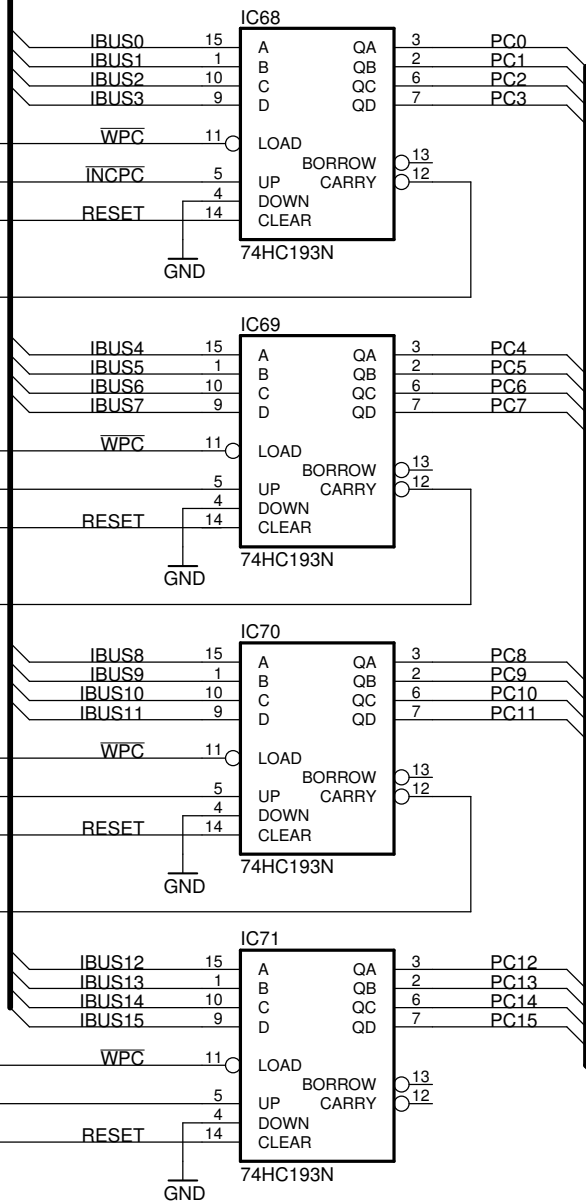 IC68
IBUS0 15 A QA 3 PC0
IBUS1 1 B QB 2 PC1
IBUS2 10 C QC 6 PC2
IBUS3 9 D QD 7 PC3
WPC 11 LOAD
BORROW 13
INCPC 5 UP CARRY 12
4 DOWN
RESET 14 CLEAR
74HC193N
GND
IC69
IBUS4 15 A QA 3 PC4
IBUS5 1 B QB 2 PC5
IBUS6 10 C QC 6 PC6
IBUS7 9 D QD 7 PC7
WPC 11 LOAD
BORROW 13
5 UP CARRY 12
4 DOWN
RESET 14 CLEAR
74HC193N
GND
IC70
IBUS8 15 A QA 3 PC8
IBUS9 1 B QB 2 PC9
IBUS10 10 C QC 6 PC10
IBUS11 9 D QD 7 PC11
WPC 11 LOAD
BORROW 13
5 UP CARRY 12
4 DOWN
RESET 14 CLEAR
74HC193N
GND
IC71
IBUS12 15 A QA 3 PC12
IBUS13 1 B QB 2 PC13
IBUS14 10 C QC 6 PC14
IBUS15 9 D QD 7 PC15
WPC 11 LOAD
BORROW 13
5 UP CARRY 12
4 DOWN
RESET 14 CLEAR
74HC193N
GND